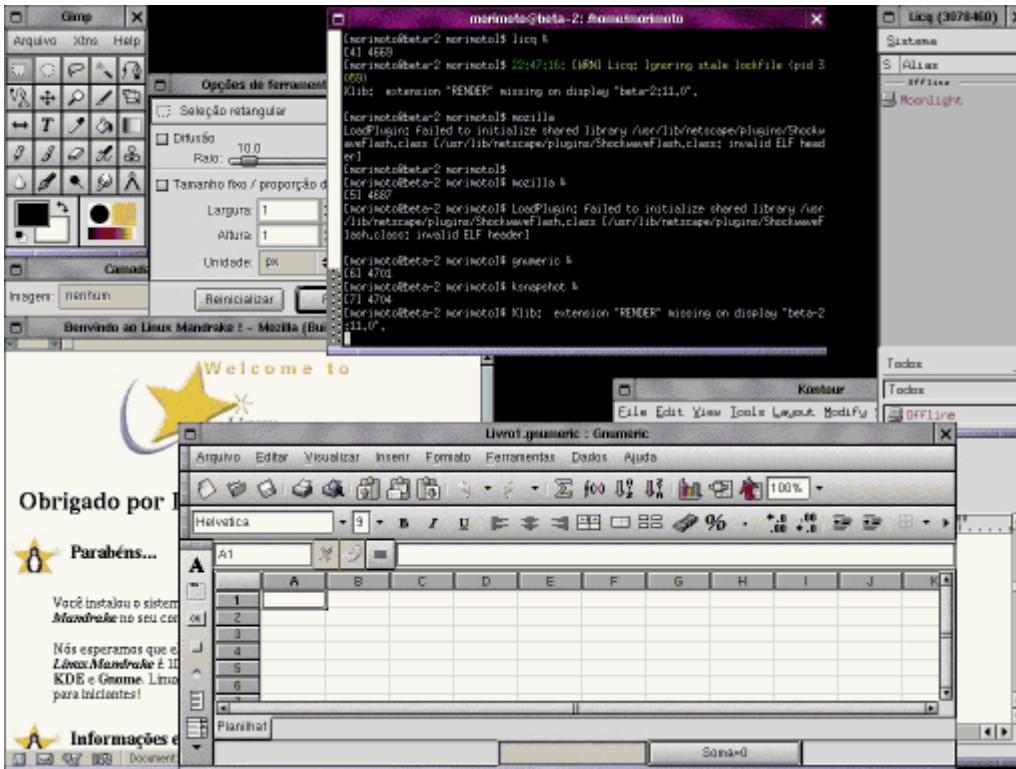 Gimp
Arquivo Xtns Help
Opções de ferrament
Seleção retangular
Difusão
Raio: 10.0
Tamanho fixo / proporção d
Largura: 1
Altura: 1
Unidade: px
Reinicializar
Camada
Imagem: nenhum
morimoto@beta-2: /home/morimoto
[morimoto@beta-2 morimoto]$ licq &
[4] 4669
[morimoto@beta-2 morimoto]$ 22:47:16: [WRN] Licq: Ignoring stale lockfile (pid 3
059)
Xlib:  extension "RENDER" missing on display "beta-2:11.0".
[morimoto@beta-2 morimoto]$ mozilla
LoadPlugin: failed to initialize shared library /usr/lib/netscape/plugins/Shockw
aveFlash.class [/usr/lib/netscape/plugins/ShockwaveFlash.class: invalid ELF head
er]
[morimoto@beta-2 morimoto]$
[morimoto@beta-2 morimoto]$ mozilla &
[5] 4687
[morimoto@beta-2 morimoto]$ LoadPlugin: failed to initialize shared library /usr
/lib/netscape/plugins/ShockwaveFlash.class [/usr/lib/netscape/plugins/ShockwaveF
lash.class: invalid ELF header]
[morimoto@beta-2 morimoto]$ gnumeric &
[6] 4701
[morimoto@beta-2 morimoto]$ ksnapshot &
[7] 4704
[morimoto@beta-2 morimoto]$ Xlib:  extension "RENDER" missing on display "beta-2
:11.0".
Licq (3078460)
Sistema
S Alias
Offline
Moonlight
Todos
Todos
Offline
Benvindo ao Linux Mandrake ! - Mozilla (Bui
Welcome to
Linux
Obrigado por
Parabéns...
Você instalou o sistem
Mandrake no seu com
Nós esperamos que e
Linux Mandrake é 10
KDE e Gnome. Linu
para iniciantes!
Informações e
Document:
Kontour
File Edit View Tools Layout Modify
Livro1.gnumeric : Gnumeric
Arquivo Editar Visualizar Inserir Formato Ferramentas Dados Ajuda
100%
Helvetica 9
A1
A B C D E F G H I J K
1
2
3
4
5
6
7
Planilha1
Soma=0